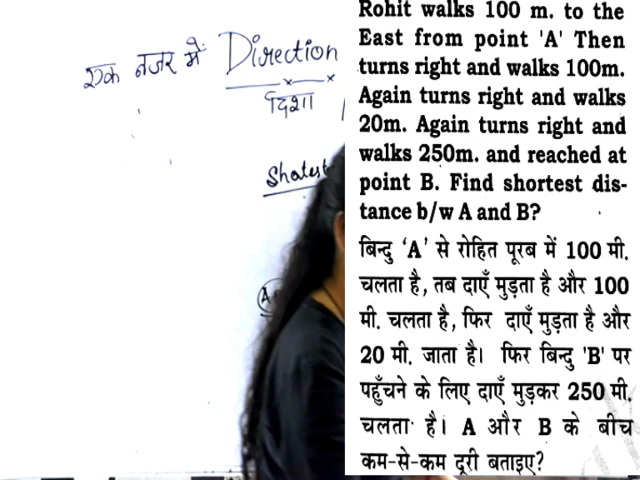 एक नजर में Direction
दिशा
Shotest
A
Rohit walks 100 m. to the
East from point 'A' Then
turns right and walks 100m.
Again turns right and walks
20m. Again turns right and
walks 250m. and reached at
point B. Find shortest dis-
tance b/w A and B?
बिन्दु 'A' से रोहित पूरब में 100 मी.
चलता है, तब दाएँ मुड़ता है और 100
मी. चलता है, फिर दाएँ मुड़ता है और
20 मी. जाता है। फिर बिन्दु 'B' पर
पहुँचने के लिए दाएँ मुड़कर 250 मी.
चलता है। A और B के बीच
कम-से-कम दूरी बताइए?